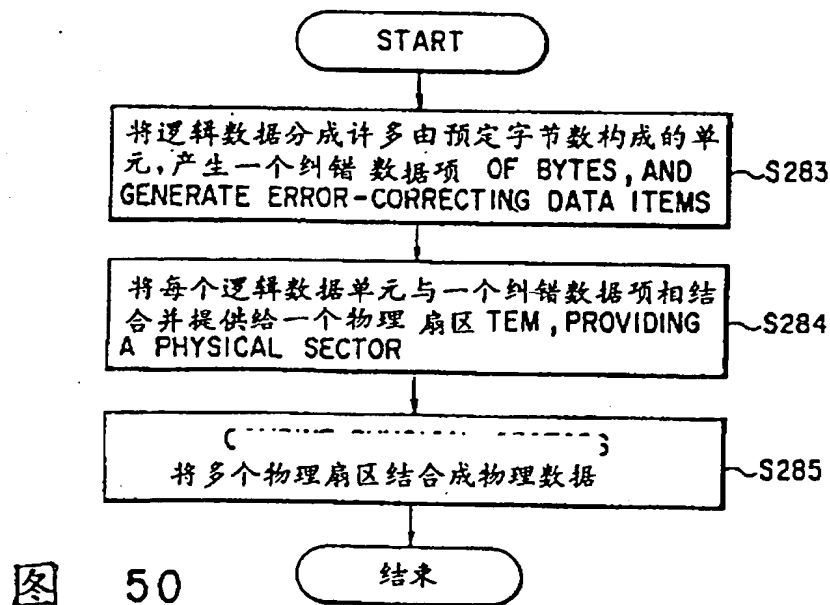 START
将逻辑数据分成许多由预定字节数构成的单
元,产生一个纠错数据项 OF BYTES, AND
GENERATE ERROR-CORRECTING DATA ITEMS
S283
将每个逻辑数据单元与一个纠错数据项相结
合并提供给一个物理扇区TEM, PROVIDING
A PHYSICAL SECTOR
S284
将多个物理扇区结合成物理数据
S285
结束
图 50